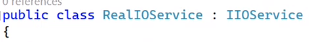 0 references
public class RealIOService : IIOService
{